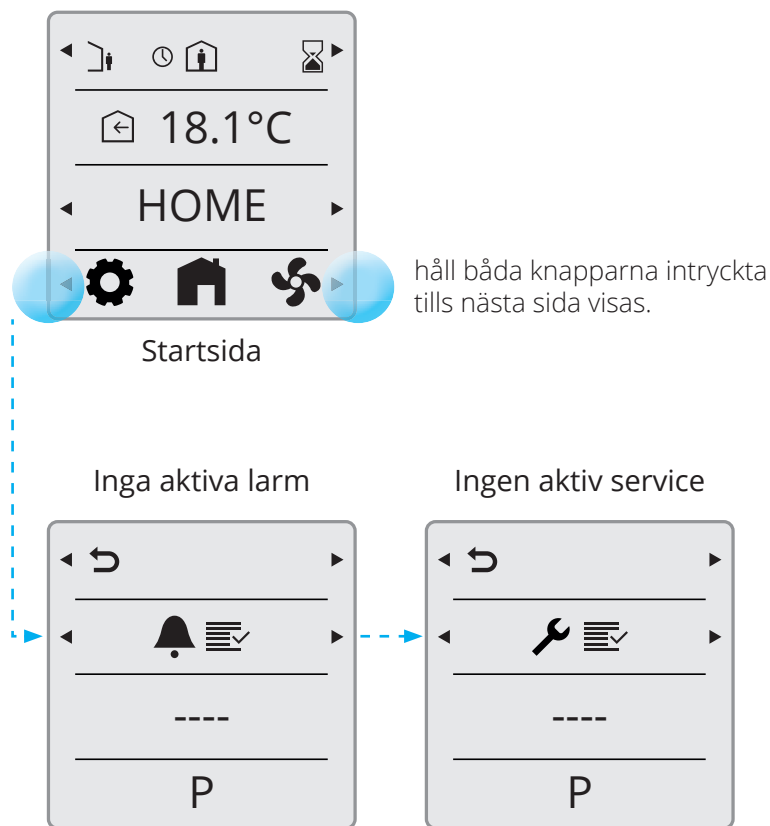 18.1°C
HOME
håll båda knapparna intryckta
tills nästa sida visas.
Startsida
Inga aktiva larm
Ingen aktiv service
----
----
P
P